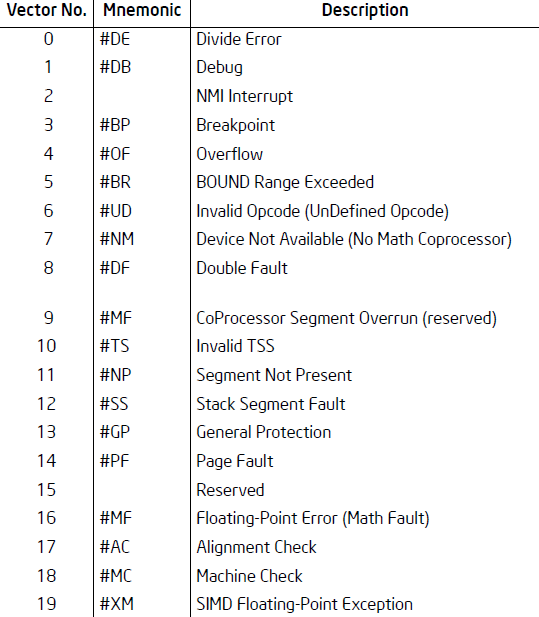 Vector No. Mnemonic Description
0 #DE Divide Error
1 #DB Debug
2 NMI Interrupt
3 #BP Breakpoint
4 #OF Overflow
5 #BR BOUND Range Exceeded
6 #UD Invalid Opcode (UnDefined Opcode)
7 #NM Device Not Available (No Math Coprocessor)
8 #DF Double Fault
9 #MF CoProcessor Segment Overrun (reserved)
10 #TS Invalid TSS
11 #NP Segment Not Present
12 #SS Stack Segment Fault
13 #GP General Protection
14 #PF Page Fault
15 Reserved
16 #MF Floating-Point Error (Math Fault)
17 #AC Alignment Check
18 #MC Machine Check
19 #XM SIMD Floating-Point Exception